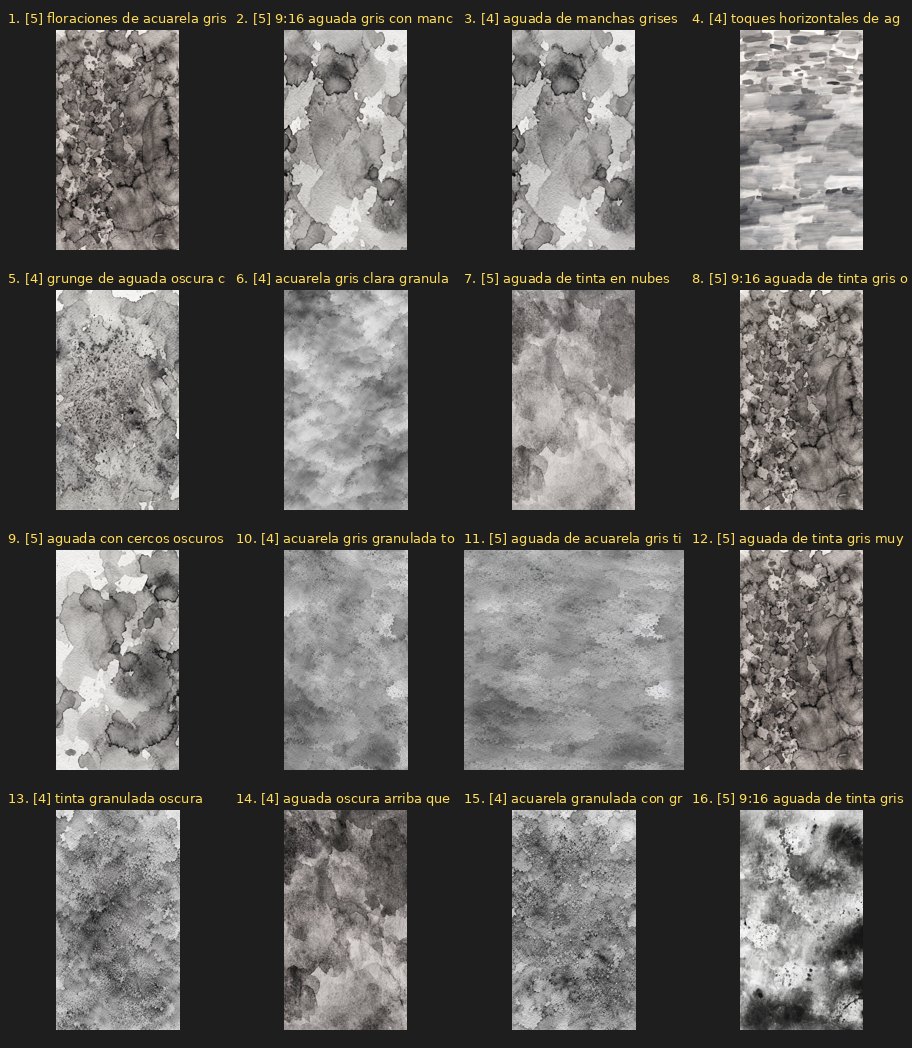 1. [5] floraciones de acuarela gris
2. [5] 9:16 aguada gris con manc
3. [4] aguada de manchas grises
4. [4] toques horizontales de ag
5. [4] grunge de aguada oscura c
6. [4] acuarela gris clara granula
7. [5] aguada de tinta en nubes
8. [5] 9:16 aguada de tinta gris o
9. [5] aguada con cercos oscuros
10. [4] acuarela gris granulado to
11. [5] aguada de acuarela gris ti
12. [5] aguada de tinta gris muy
13. [4] tinta granulada oscura
14. [4] aguada oscura arriba que
15. [4] acuarela granulada con gr
16. [5] 9:16 aguada de tinta gris